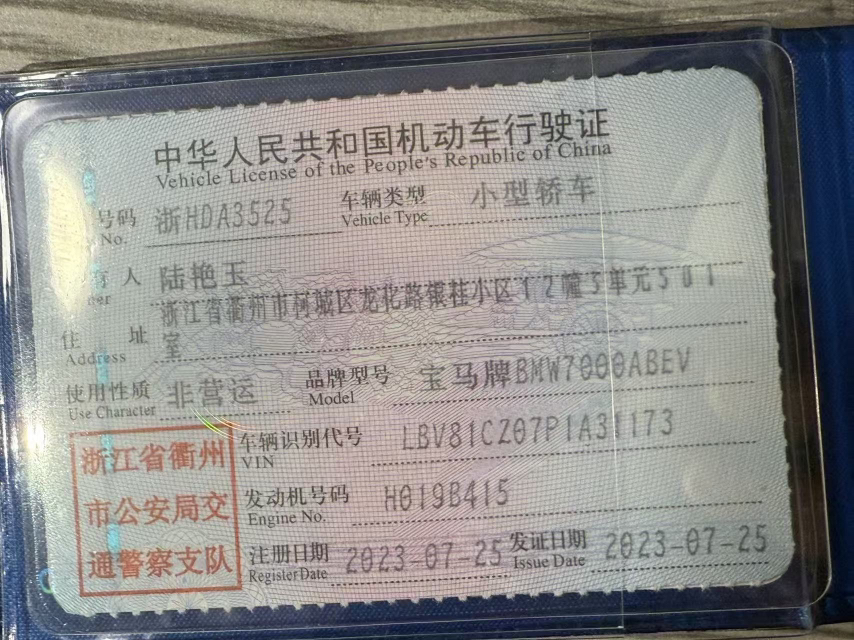 中华人民共和国机动车行驶证
Vehicle License of the People's Republic of China
号码 浙HDA3525 车辆类型 小型轿车
No. Vehicle Type
有人 陆艳玉
er
浙江省衢州市柯城区龙化路银桂小区12幢3单元501
住 址 室
Address
使用性质 非营运 品牌型号 宝马牌BMW7000ABEV
Use Character Model
浙江省衢州
市公安局交
通警察支队
车辆识别代号 LBV81CZ07P1A31173
VIN
发动机号码 H019B415
Engine No.
注册日期 2023-07-25 发证日期 2023-07-25
Register Date Issue Date